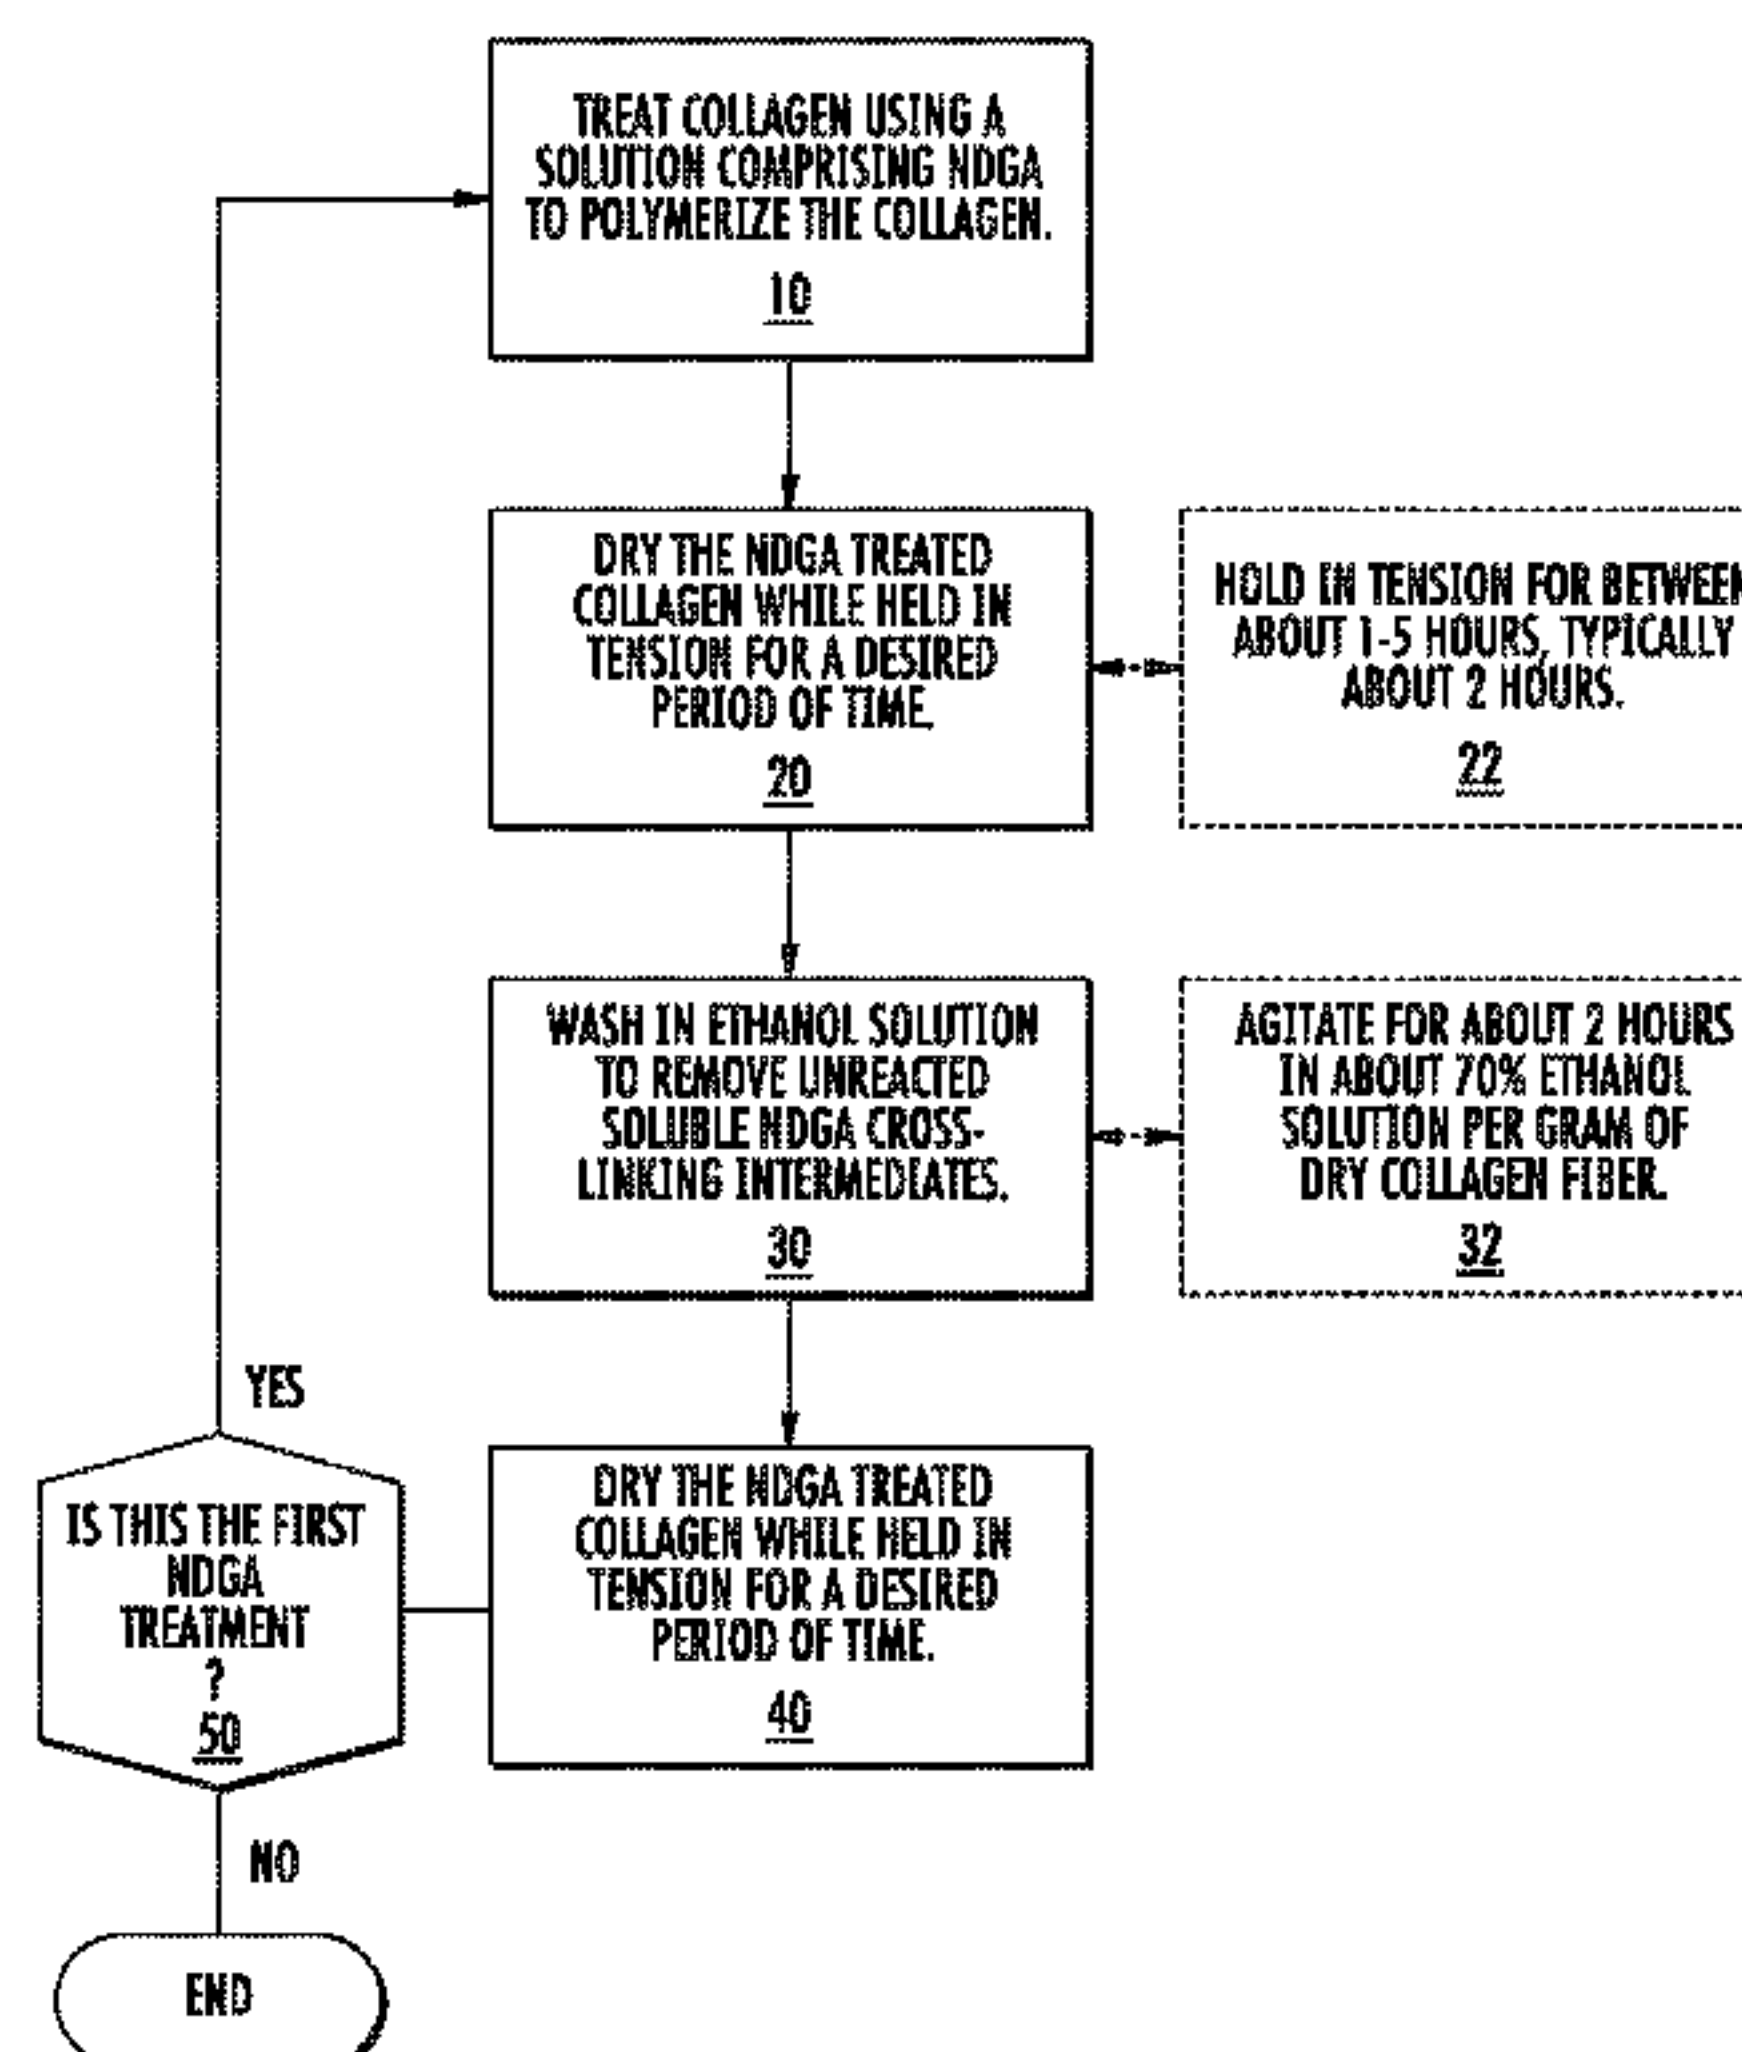 TREAT COLLAGEN USING A
SOLUTION COMPRISING NDGA
TO POLYMERIZE THE COLLAGEN.
10
DRY THE NDGA TREATED
COLLAGEN WHILE HELD IN
TENSION FOR A DESIRED
PERIOD OF TIME.
20
HOLD IN TENSION FOR BETWEEN
ABOUT 1-5 HOURS, TYPICALLY
ABOUT 2 HOURS.
22
WASH IN ETHANOL SOLUTION
TO REMOVE UNREACTED
SOLUBLE NDGA CROSS-
LINKING INTERMEDIATES.
30
AGITATE FOR ABOUT 2 HOURS
IN ABOUT 70% ETHANOL
SOLUTION PER GRAM OF
DRY COLLAGEN FIBER.
32
YES
IS THIS THE FIRST
NDGA
TREATMENT
?
50
DRY THE NDGA TREATED
COLLAGEN WHILE HELD IN
TENSION FOR A DESIRED
PERIOD OF TIME.
40
NO
END